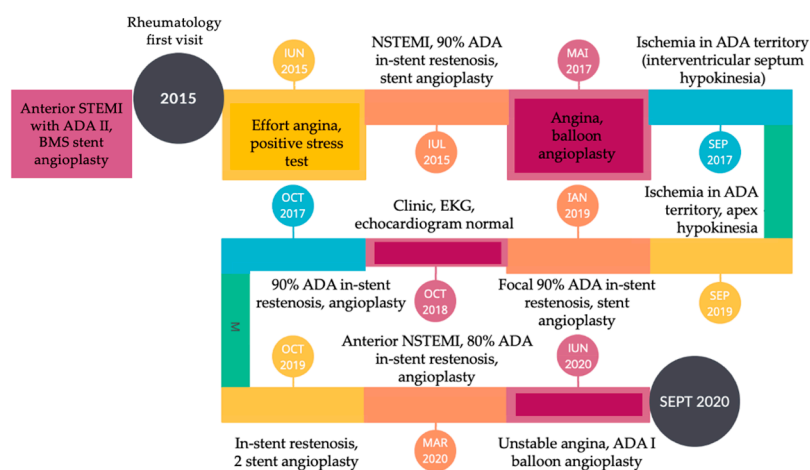 Rheumatology
first visit
2015
Anterior STEMI
with ADA II,
BMS stent
angioplasty
IUN
2015
Effort angina,
positive stress
test
NSTEMI, 90% ADA
in-stent restenosis,
stent angioplasty
IUL
2015
MAI
2017
Angina,
balloon
angioplasty
Ischemia in ADA
territory
(interventricular septum
hypokinesia)
SEP
2017
OCT
2017
90% ADA in-stent
restenosis, angioplasty
Clinic, EKG,
echocardiogram normal
OCT
2018
IAN
2019
Focal 90% ADA in-stent
restenosis, stent
angioplasty
Ischemia in ADA
territory, apex
hypokinesia
SEP
2019
M
OCT
2019
In-stent restenosis,
2 stent angioplasty
Anterior NSTEMI, 80% ADA
in-stent restenosis,
angioplasty
MAR
2020
IUN
2020
Unstable angina, ADA I
balloon angioplasty
SEPT 2020